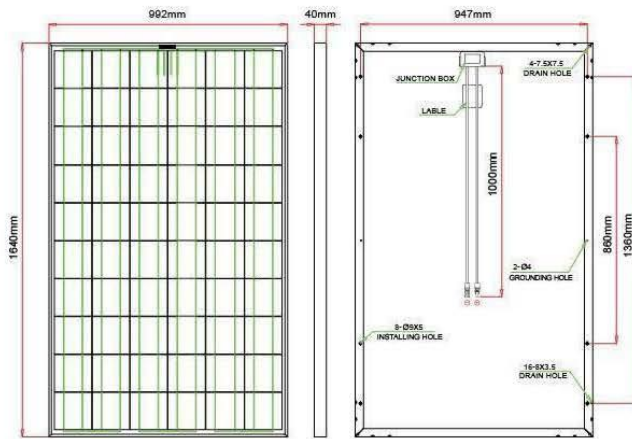 992mm
40mm
947mm
1640mm
JUNCTION BOX
LABLE
4-7.5X7.5
DRAIN HOLE
1000mm
860mm
1360mm
2-Ø4
GROUNDING HOLE
8-Ø9X5
INSTALLING HOLE
16-8X3.5
DRAIN HOLE